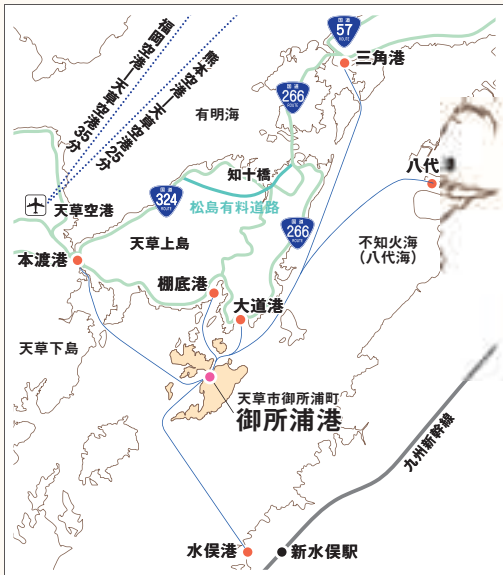 国道
57
ROUTE
三角港
国道
266
ROUTE
福岡空港―天草空港
35分
熊本空港―天草空港
25分
有明海
八代
知十橋
天草空港
国道
324
ROUTE
松島有料道路
国道
266
ROUTE
不知火海
(八代海)
天草上島
本渡港
棚底港
大道港
天草下島
天草市御所浦町
御所浦港
九州新幹線
水俣港
新水俣駅